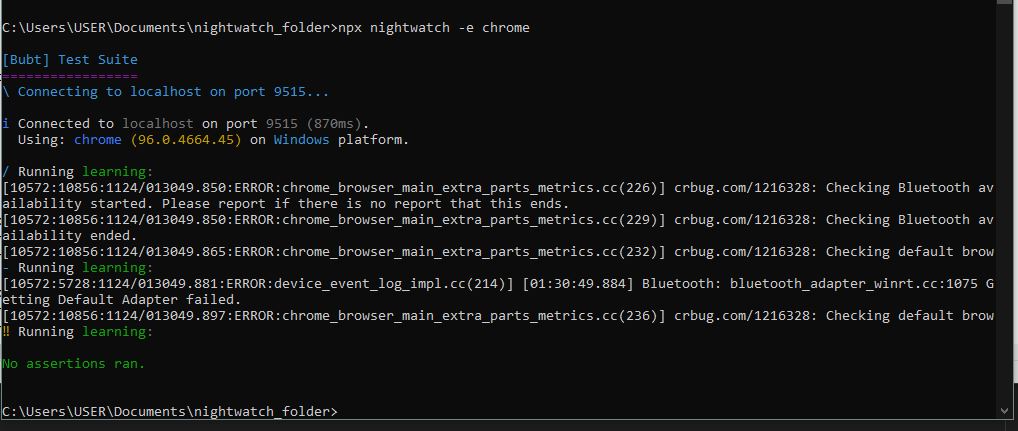 C:\Users\USER\Documents\nightwatch_folder>npx nightwatch -e chrome
[Bubt] Test Suite
=================
\ Connecting to localhost on port 9515...
i Connected to localhost on port 9515 (870ms).
Using: chrome (96.0.4664.45) on Windows platform.
/ Running learning:
[10572:10856:1124/013049.850:ERROR:chrome_browser_main_extra_parts_metrics.cc(226)] crbug.com/1216328: Checking Bluetooth av
ailability started. Please report if there is no report that this ends.
[10572:10856:1124/013049.850:ERROR:chrome_browser_main_extra_parts_metrics.cc(229)] crbug.com/1216328: Checking Bluetooth av
ailability ended.
[10572:10856:1124/013049.865:ERROR:chrome_browser_main_extra_parts_metrics.cc(232)] crbug.com/1216328: Checking default brow
- Running learning:
[10572:5728:1124/013049.881:ERROR:device_event_log_impl.cc(214)] [01:30:49.884] Bluetooth: bluetooth_adapter_winrt.cc:1075 G
etting Default Adapter failed.
[10572:10856:1124/013049.897:ERROR:chrome_browser_main_extra_parts_metrics.cc(236)] crbug.com/1216328: Checking default brow
‼ Running learning:
No assertions ran.
C:\Users\USER\Documents\nightwatch_folder>